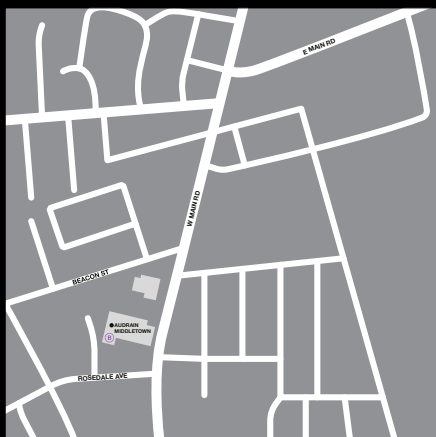 E MAIN RD
W MAIN RD
BEACON ST
AUDRAIN
MIDDLETOWN
B
ROSEDALE AVE